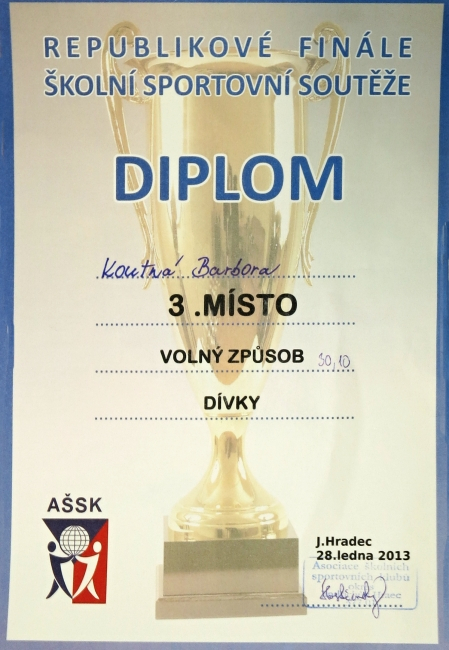 REPUBLIKOVÉ FINÁLE
ŠKOLNÍ SPORTOVNÍ SOUTĚŽE
DIPLOM
Koutná Barbora
3 .MÍSTO
VOLNÝ ZPŮSOB 30,10
DÍVKY
AŠSK
J.Hradec
28.ledna 2013
Asociace školních
sportovních klubů